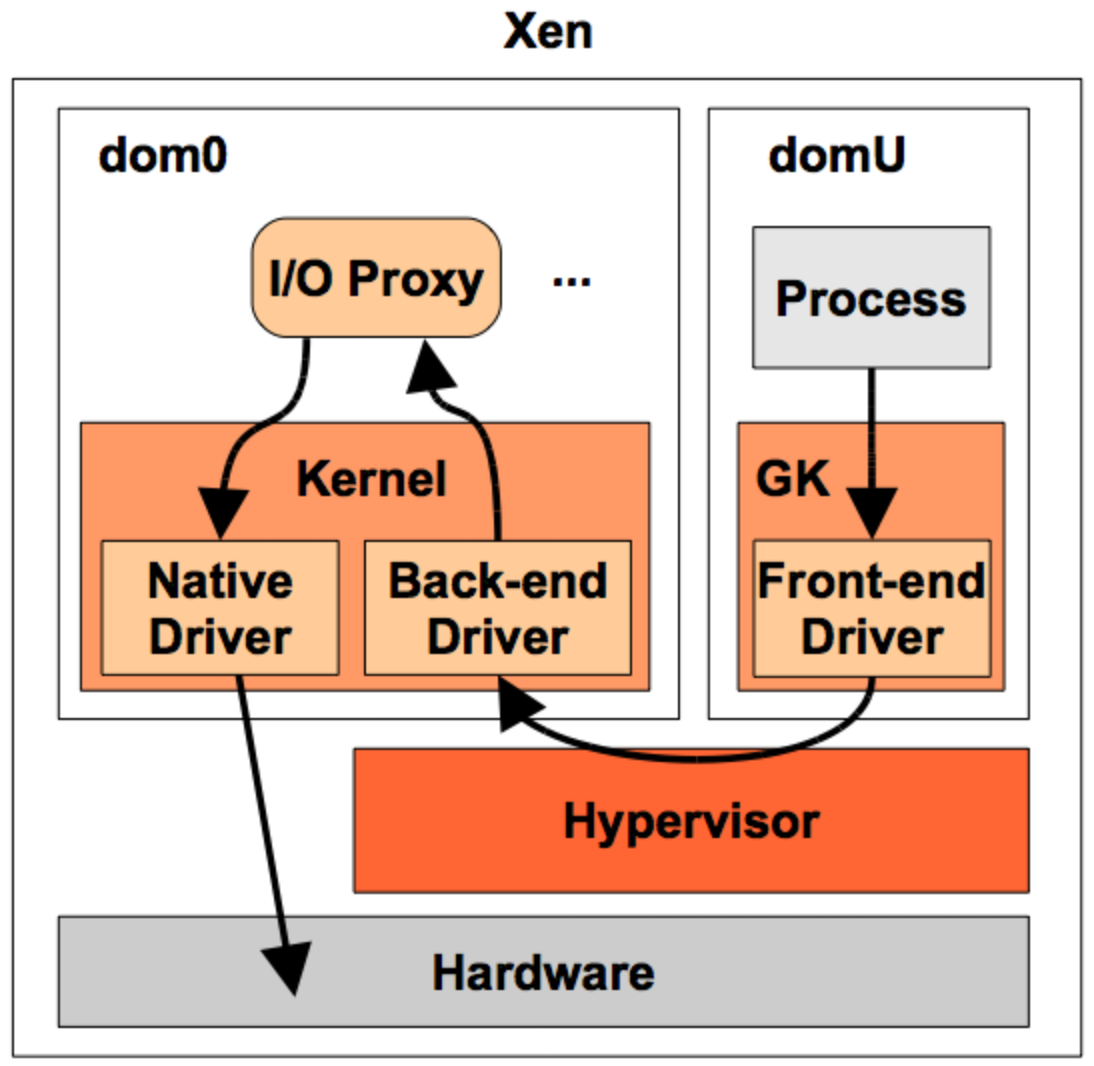 Xen
dom0
domU
I/O Proxy
...
Process
Kernel
GK
Native
Driver
Back-end
Driver
Front-end
Driver
Hypervisor
Hardware